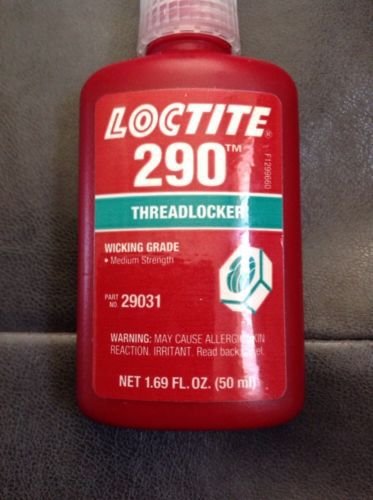 LOCTITE®
290™
THREADLOCKER
WICKING GRADE
• Medium Strength
PART NO. 29031
WARNING: MAY CAUSE ALLERGIC SKIN
REACTION. IRRITANT. Read back panel.
NET 1.69 FL. OZ. (50 ml)
F1299660